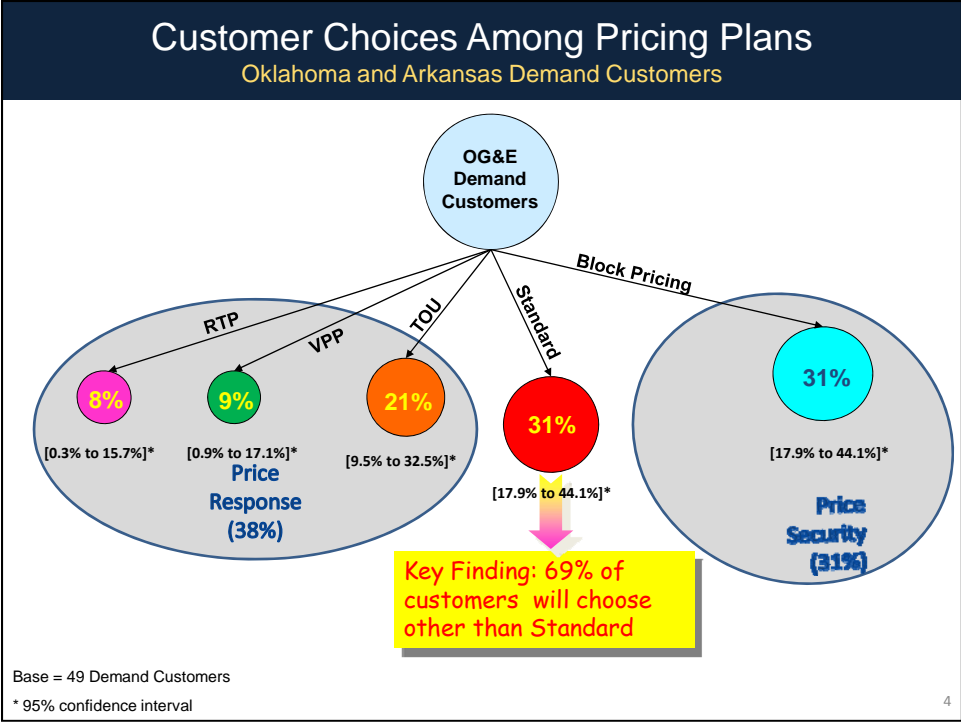 Customer Choices Among Pricing Plans
Oklahoma and Arkansas Demand Customers
OG&E
Demand
Customers
RTP
VPP
TOU
Standard
Block Pricing
8%
9%
21%
31%
31%
[0.3% to 15.7%]*
[0.9% to 17.1%]*
[9.5% to 32.5%]*
[17.9% to 44.1%]*
[17.9% to 44.1%]*
Price
Response
(38%)
Price
Security
(31%)
Key Finding: 69% of
customers will choose
other than Standard
Base = 49 Demand Customers
* 95% confidence interval
4